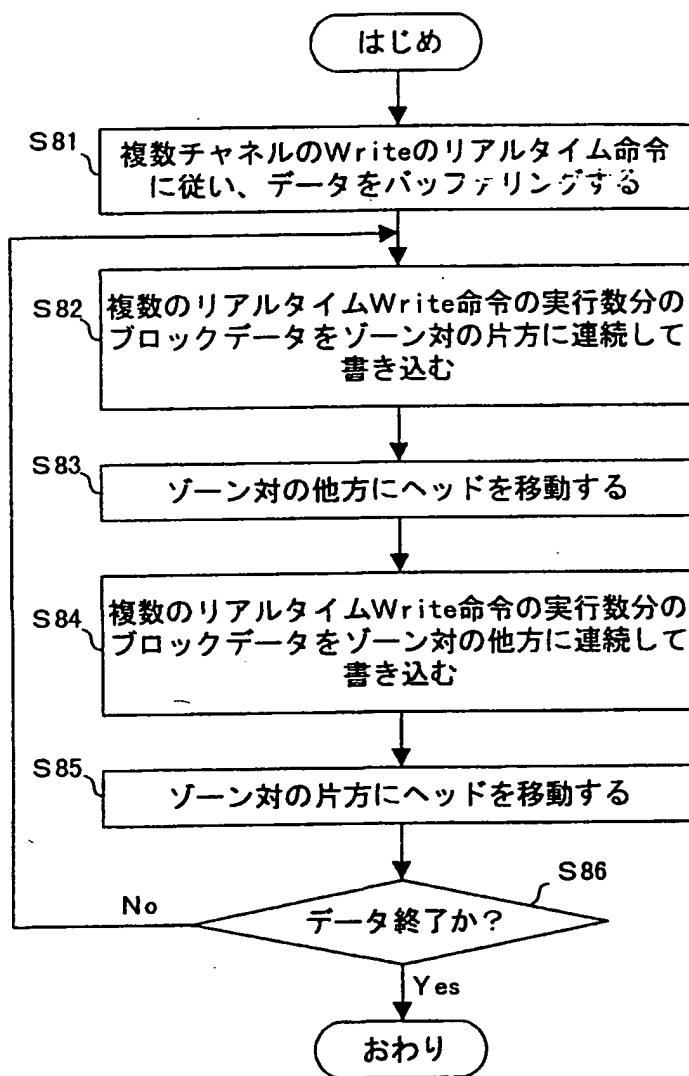 はじめ
S81
複数チャネルのWriteのリアルタイム命令
に従い、データをバッファリングする
S82
複数のリアルタイムWrite命令の実行数分の
ブロックデータをゾーン対の片方に連続して
書き込む
S83
ゾーン対の他方にヘッドを移動する
S84
複数のリアルタイムWrite命令の実行数分の
ブロックデータをゾーン対の他方に連続して
書き込む
S85
ゾーン対の片方にヘッドを移動する
S86
No
データ終了か？
Yes
おわり